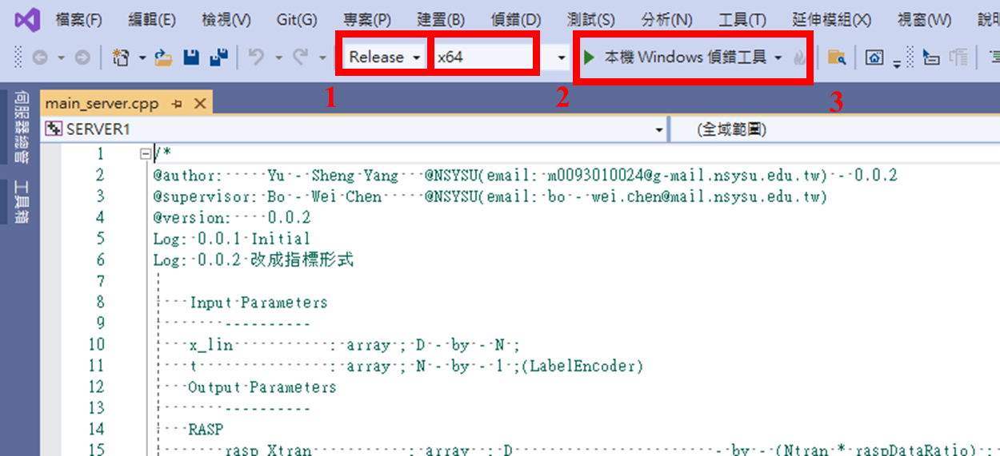 檔案(F) 編輯(E) 檢視(V) Git(G) 專案(P) 建置(B) 偵錯(D) 測試(S) 分析(N) 工具(T) 延伸模組(X) 視窗(W)
Release x64 本機 Windows 偵錯工具
1 2 3
伺服器總管
工具箱
main_server.cpp
SERVER1 (全域範圍)
1 /*
2 @author: Yu - Sheng Yang @NSYSU(email: m0093010024@g-mail.nsysu.edu.tw) - 0.0.2
3 @supervisor: Bo - Wei Chen @NSYSU(email: bo - wei.chen@mail.nsysu.edu.tw)
4 @version: 0.0.2
5 Log: 0.0.1 Initial
6 Log: 0.0.2 改成指標形式
7
8 Input Parameters
9 ----------
10 x_lin : array ; D - by - N ;
11 t : array ; N - by - 1 ;(LabelEncoder)
12 Output Parameters
13 ----------
14 RASP
15 rasp_Xtran ; array ; D - by - (Ntran * raspDataRatio) ;